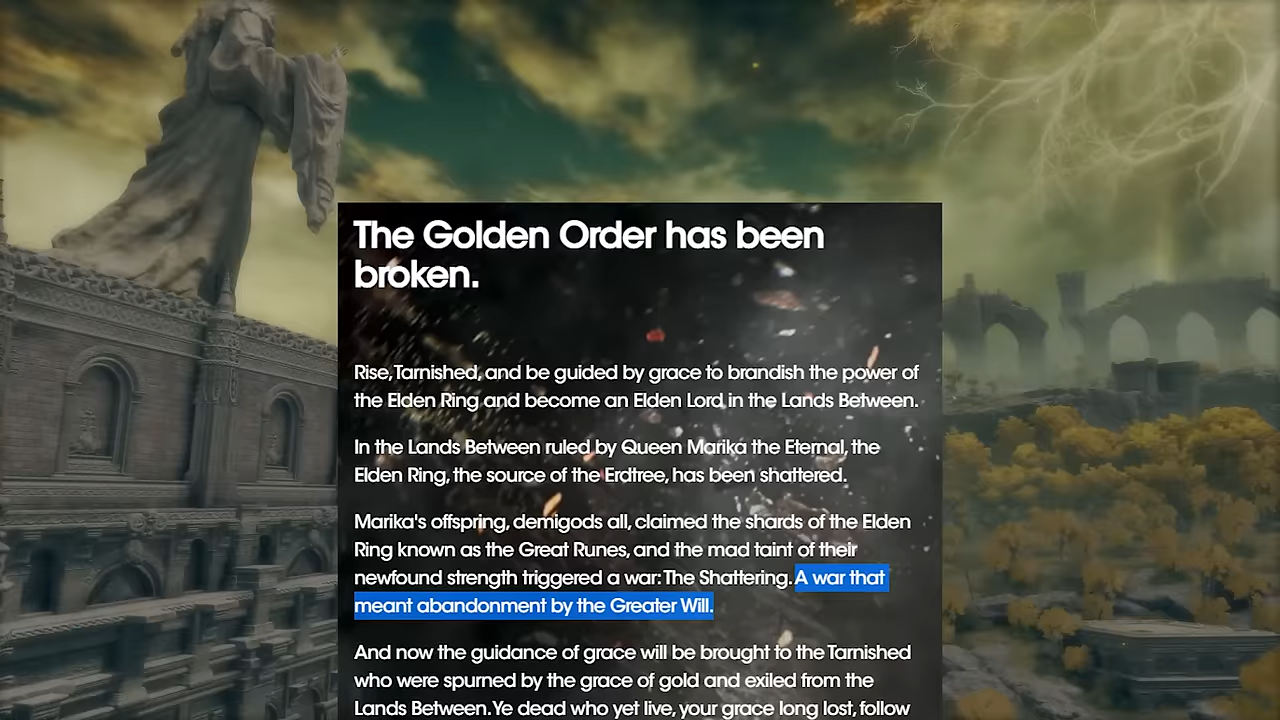 The Golden Order has been
broken.
Rise, Tarnished, and be guided by grace to brandish the power of
the Elden Ring and become an Elden Lord in the Lands Between.
In the Lands Between ruled by Queen Marika the Eternal, the
Elden Ring, the source of the Erdtree, has been shattered.
Marika's offspring, demigods all, claimed the shards of the Elden
Ring known as the Great Runes, and the mad taint of their
newfound strength triggered a war: The Shattering. A war that
meant abandonment by the Greater Will.
And now the guidance of grace will be brought to the Tarnished
who were spurned by the grace of gold and exiled from the
Lands Between. Ye dead who yet live, your grace long lost, follow